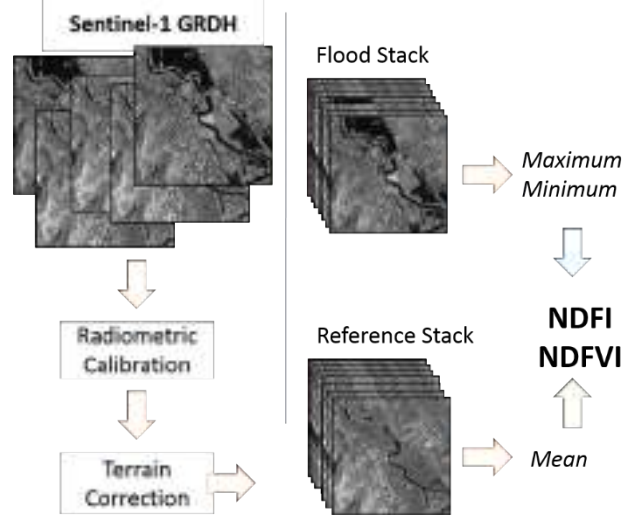 Sentinel-1 GRDH
Radiometric
Calibration
Terrain
Correction
Flood Stack
Maximum
Minimum
Reference Stack
Mean
NDFI
NDFVI